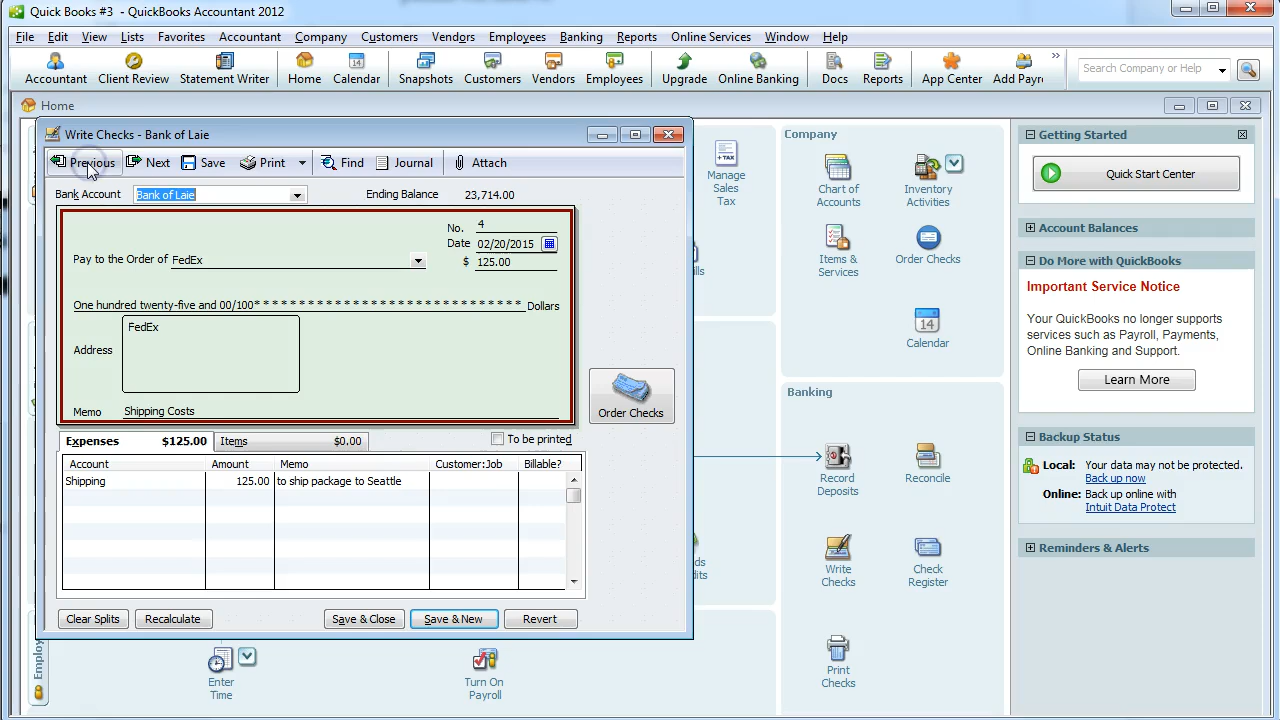 Quick Books #3 - QuickBooks Accountant 2012
File Edit View Lists Favorites Accountant Company Customers Vendors Employees Banking Reports Online Services Window Help
Accountant Client Review Statement Writer Home Calendar Snapshots Customers Vendors Employees Upgrade Online Banking Docs Reports App Center Add Payr
Search Company or Help
Home
Write Checks - Bank of Laie
Previous Next Save Print Find Journal Attach
Bank Account Bank of Laie Ending Balance 23,714.00
No. 4
Date 02/20/2015
Pay to the Order of FedEx $ 125.00
One hundred twenty-five and 00/100* * * * * * * * * * * * * * * * * * * * * * * * * * * * * Dollars
FedEx
Address
Memo Shipping Costs
Order Checks
Expenses $125.00 Items $0.00 To be printed
Account Amount Memo Customer:Job Billable?
Shipping 125.00 to ship package to Seattle
Clear Splits Recalculate Save & Close Save & New Revert
Manage
Sales
Tax
Company
Chart of
Accounts
Inventory
Activities
Items &
Services
Order Checks
14
Calendar
Banking
Record
Deposits
Reconcile
Write
Checks
Check
Register
Print
Checks
Enter
Time
Turn On
Payroll
Getting Started
Quick Start Center
Account Balances
Do More with QuickBooks
Important Service Notice
Your QuickBooks no longer supports
services such as Payroll, Payments,
Online Banking and Support.
Learn More
Backup Status
Local: Your data may not be protected.
Back up now
Online: Back up online with
Intuit Data Protect
Reminders & Alerts